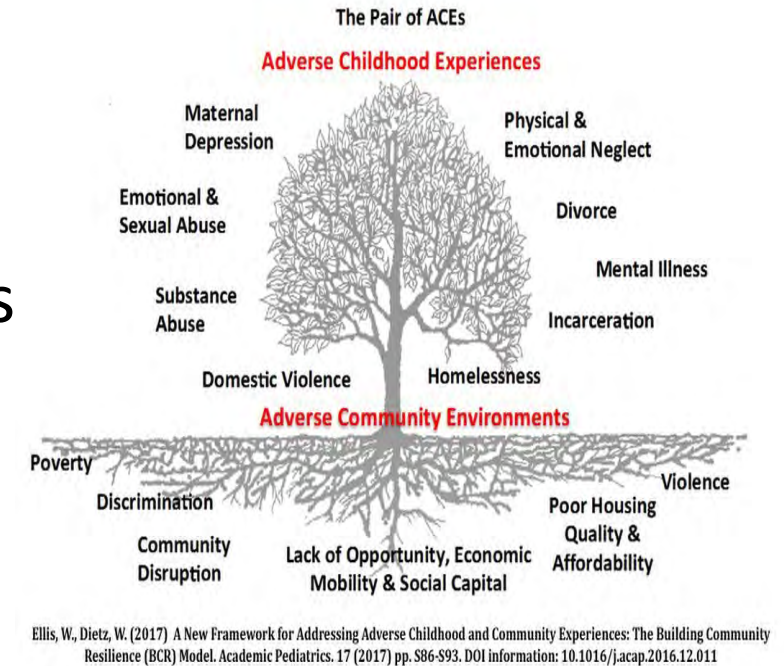 The Pair of ACEs
Adverse Childhood Experiences
Maternal
Depression
Physical &
Emotional Neglect
Emotional &
Sexual Abuse
Divorce
Mental Illness
s
Substance
Abuse
Incarceration
Domestic Violence
Homelessness
Adverse Community Environments
Poverty
Violence
Discrimination
Poor Housing
Quality &
Affordability
Community
Disruption
Lack of Opportunity, Economic
Mobility & Social Capital
Ellis, W., Dietz, W. (2017) A New Framework for Addressing Adverse Childhood and Community Experiences: The Building Community
Resilience (BCR) Model. Academic Pediatrics. 17 (2017) pp. S86-S93. DOI information: 10.1016/j.acap.2016.12.011